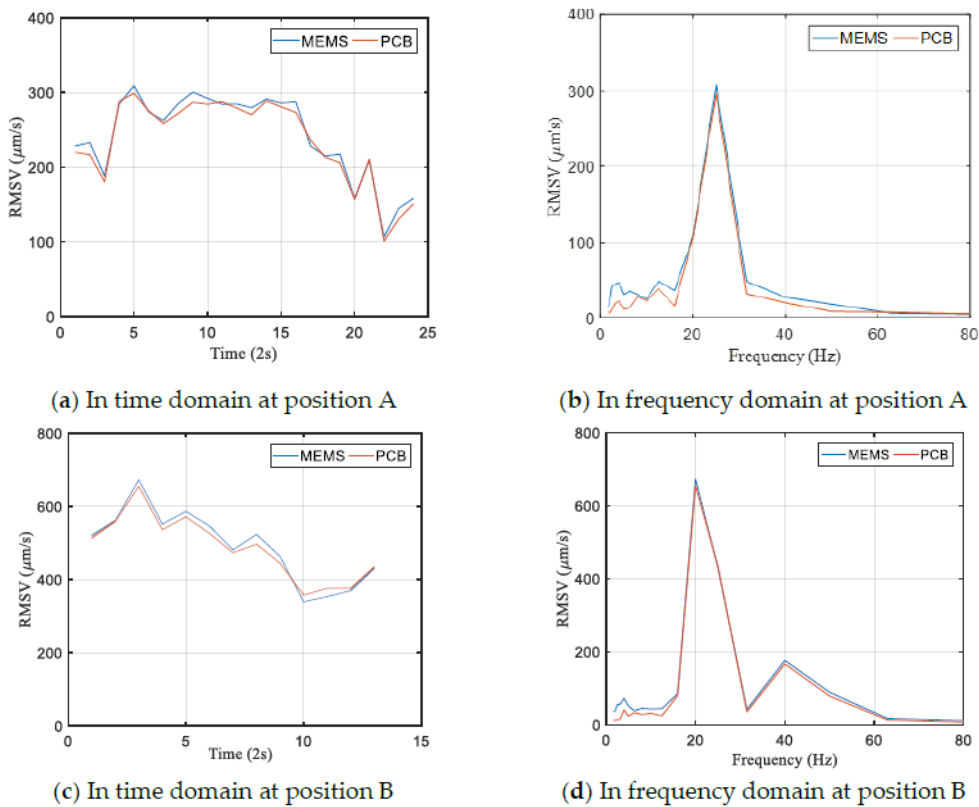 400
300
200
100
0
RMSV (μm/s)
MEMS PCB
0 5 10 15 20 25
Time (2s)
(a) In time domain at position A
400
300
200
100
0
RMSV (μm's)
MEMS PCB
0 20 40 60 80
Frequency (Hz)
(b) In frequency domain at position A
800
600
400
200
0
RMSV (μm/s)
MEMS PCB
0 5 10 15
Time (2s)
(c) In time domain at position B
800
600
400
200
0
RMSV (μm/s)
MEMS PCB
0 20 40 60 80
Frequency (Hz)
(d) In frequency domain at position B